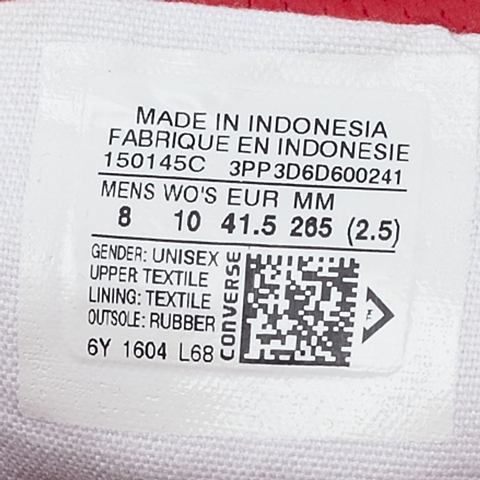 MADE IN INDONESIA
FABRIQUE EN INDONESIE
150145C 3PP3D6D600241
MENS WO'S EUR MM
8 10 41.5 265 (2.5)
GENDER: UNISEX
UPPER: TEXTILE
LINING: TEXTILE
OUTSOLE: RUBBER
6Y 1604 L68
CONVERSE